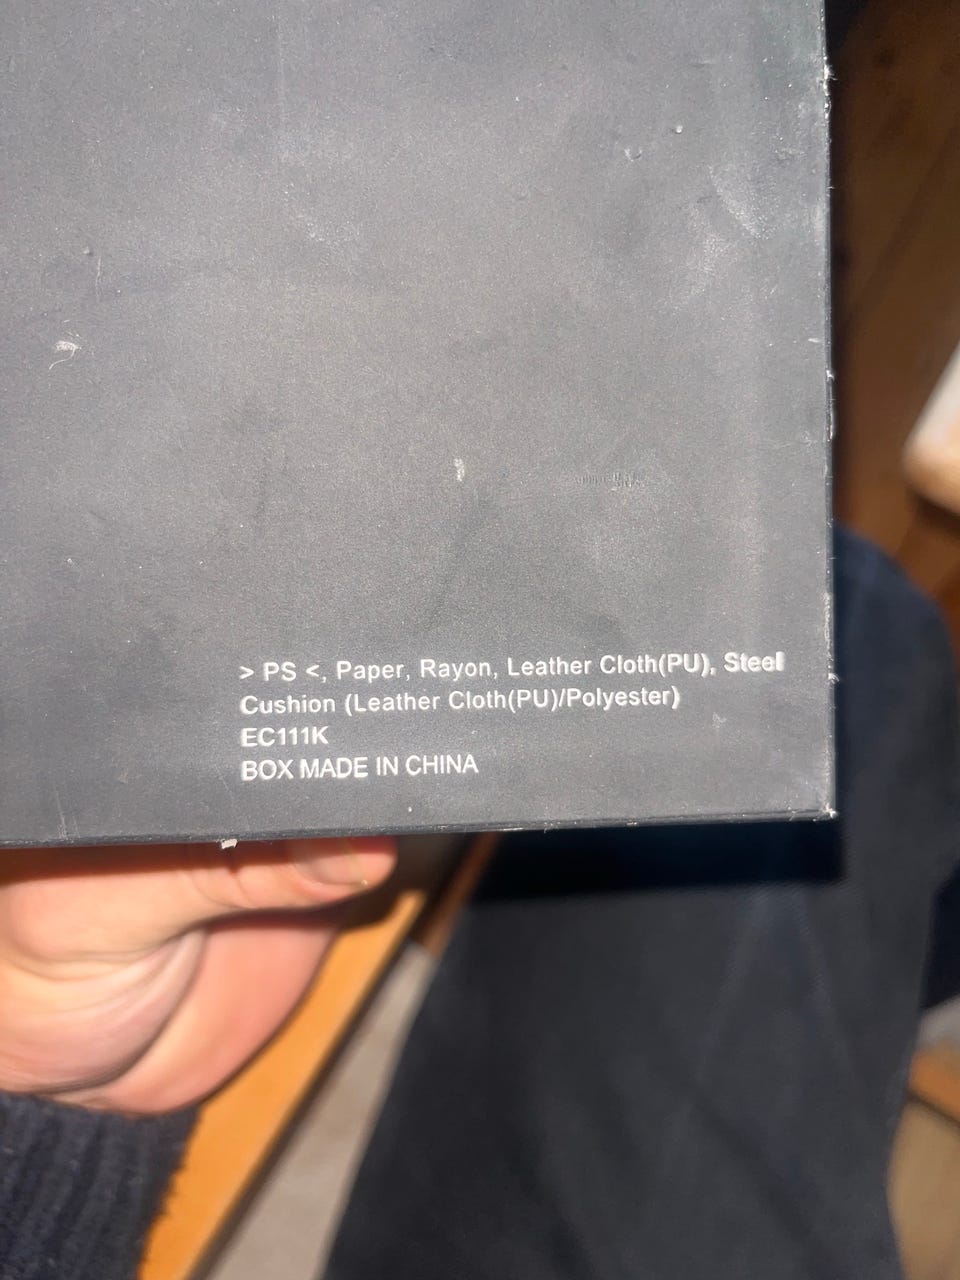 > PS <, Paper, Rayon, Leather Cloth(PU), Steel
Cushion (Leather Cloth(PU)/Polyester)
EC111K
BOX MADE IN CHINA